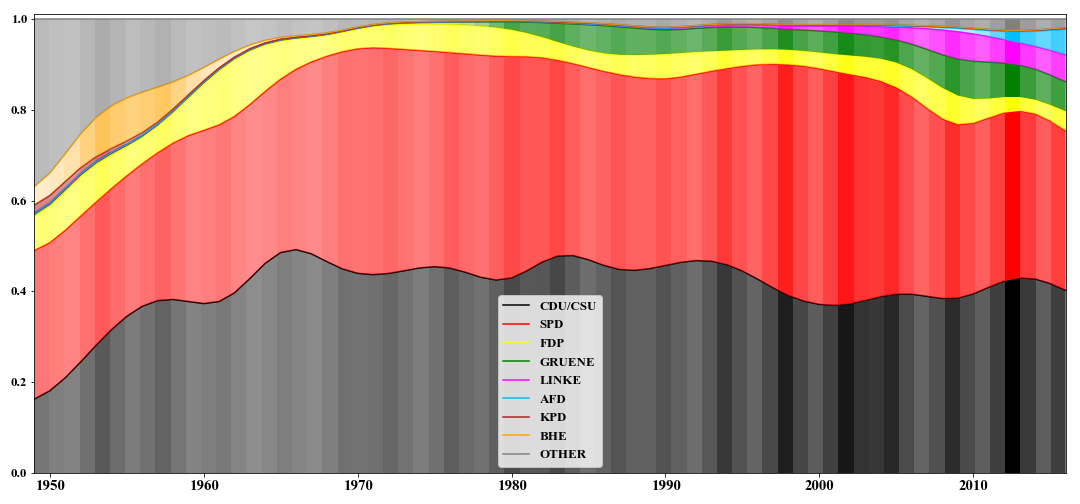 1.0
0.8
0.6
0.4
0.2
0.0
CDU/CSU
SPD
FDP
GRUENE
LINKE
AFD
KPD
BHE
OTHER
1950 1960 1970 1980 1990 2000 2010